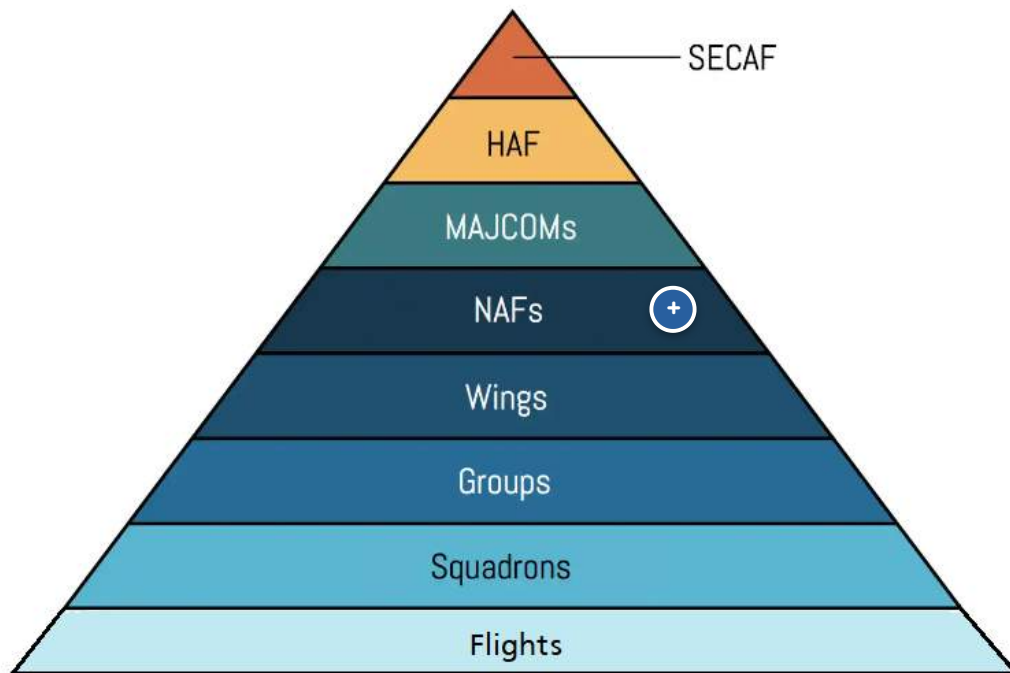 SECAF
HAF
MAJCOMs
NAFs
+
Wings
Groups
Squadrons
Flights